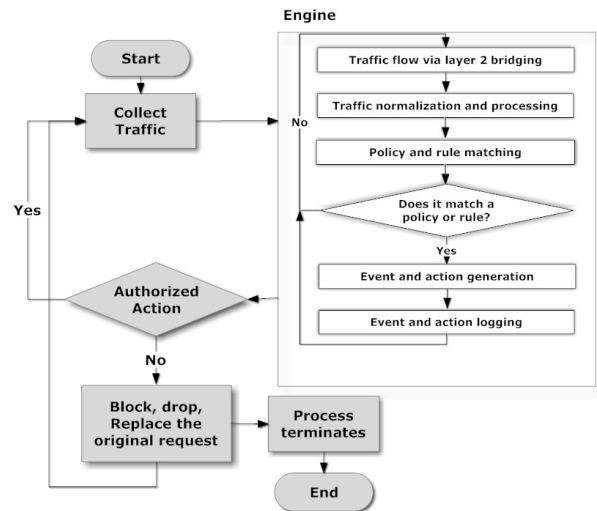 Engine
Start
Collect
Traffic
Traffic flow via layer 2 bridging
Traffic normalization and processing
No
Policy and rule matching
Does it match a
policy or rule?
Yes
Yes
Event and action generation
Authorized
Action
Event and action logging
No
Block, drop,
Replace the
original request
Process
terminates
End